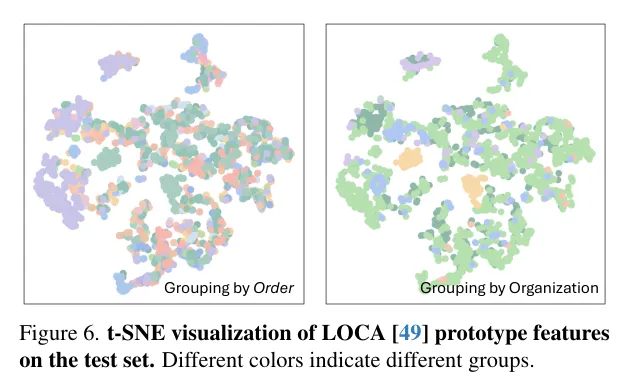 Grouping by Order
Grouping by Organization
Figure 6. t-SNE visualization of LOCA [49] prototype features
on the test set. Different colors indicate different groups.